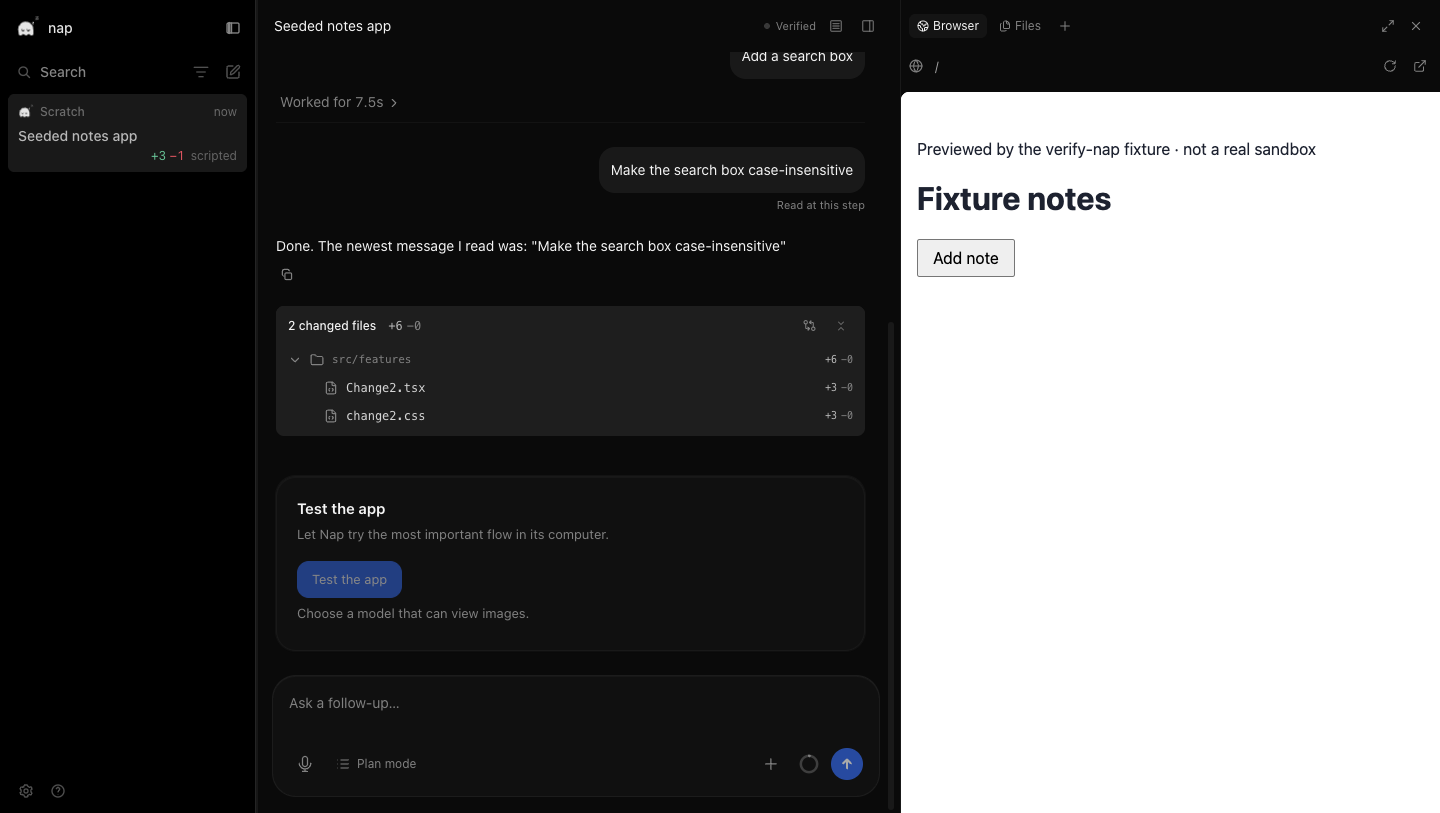 nap
Search
Scratch
now
Seeded notes app
+3 −1 scripted
Seeded notes app
Verified
Add a search box
Worked for 7.5s
Make the search box case-insensitive
Read at this step
Done. The newest message I read was: "Make the search box case-insensitive"
2 changed files +6 −0
src/features +6 −0
Change2.tsx +3 −0
change2.css +3 −0
Test the app
Let Nap try the most important flow in its computer.
Test the app
Choose a model that can view images.
Ask a follow-up...
Plan mode
Browser
Files
/
Previewed by the verify-nap fixture · not a real sandbox
Fixture notes
Add note